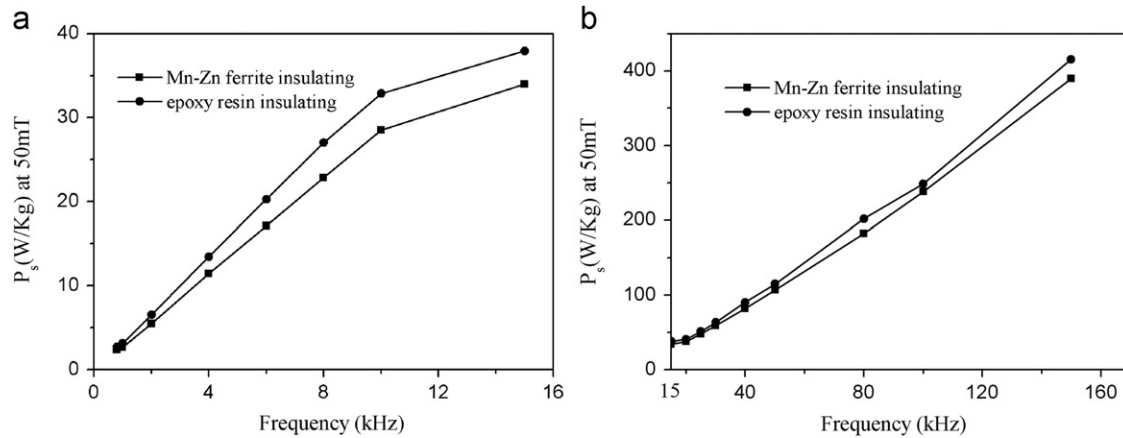 a
40
30
20
10
0
P_s(W/Kg) at 50mT
Mn-Zn ferrite insulating
epoxy resin insulating
0 4 8 12 16
Frequency (kHz)
b
400
300
200
100
0
P_s(W/Kg) at 50mT
Mn-Zn ferrite insulating
epoxy resin insulating
15 40 80 120 160
Frequency (kHz)